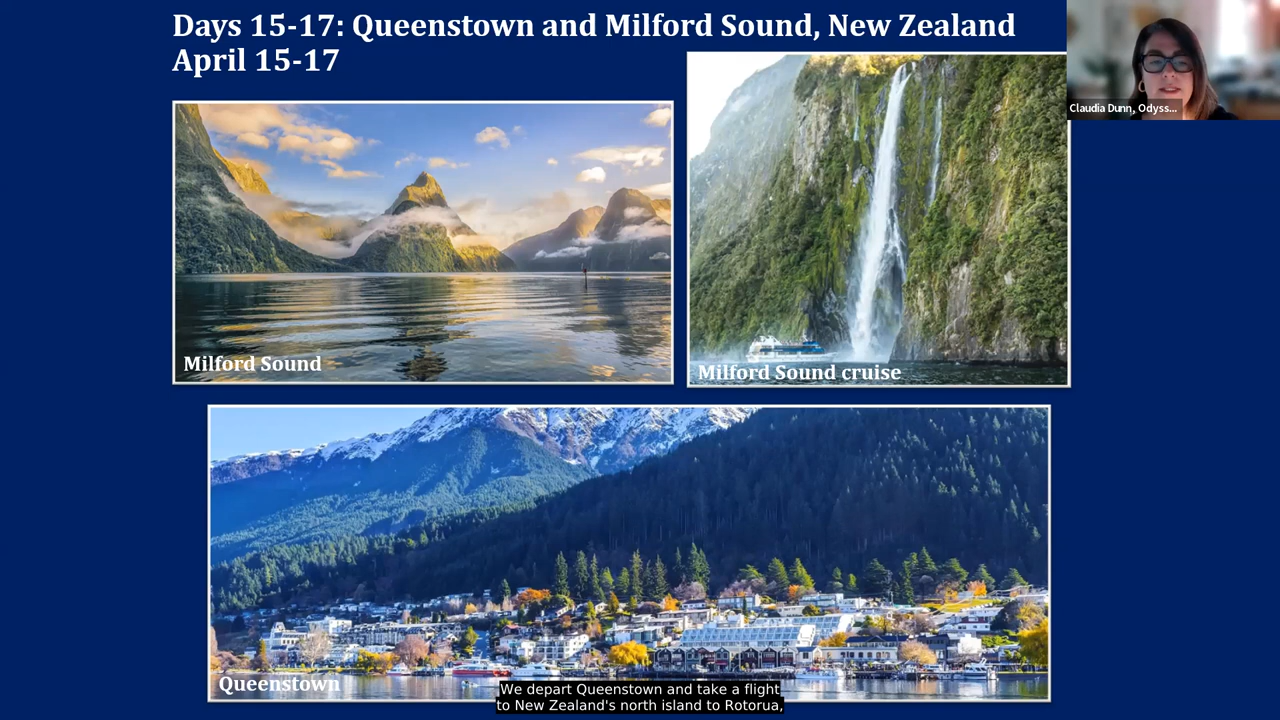 Days 15-17: Queenstown and Milford Sound, New Zealand
April 15-17
Claudia Dunn, Odyss...
Milford Sound
Milford Sound cruise
Queenstown
We depart Queenstown and take a flight
to New Zealand's north island to Rotorua,